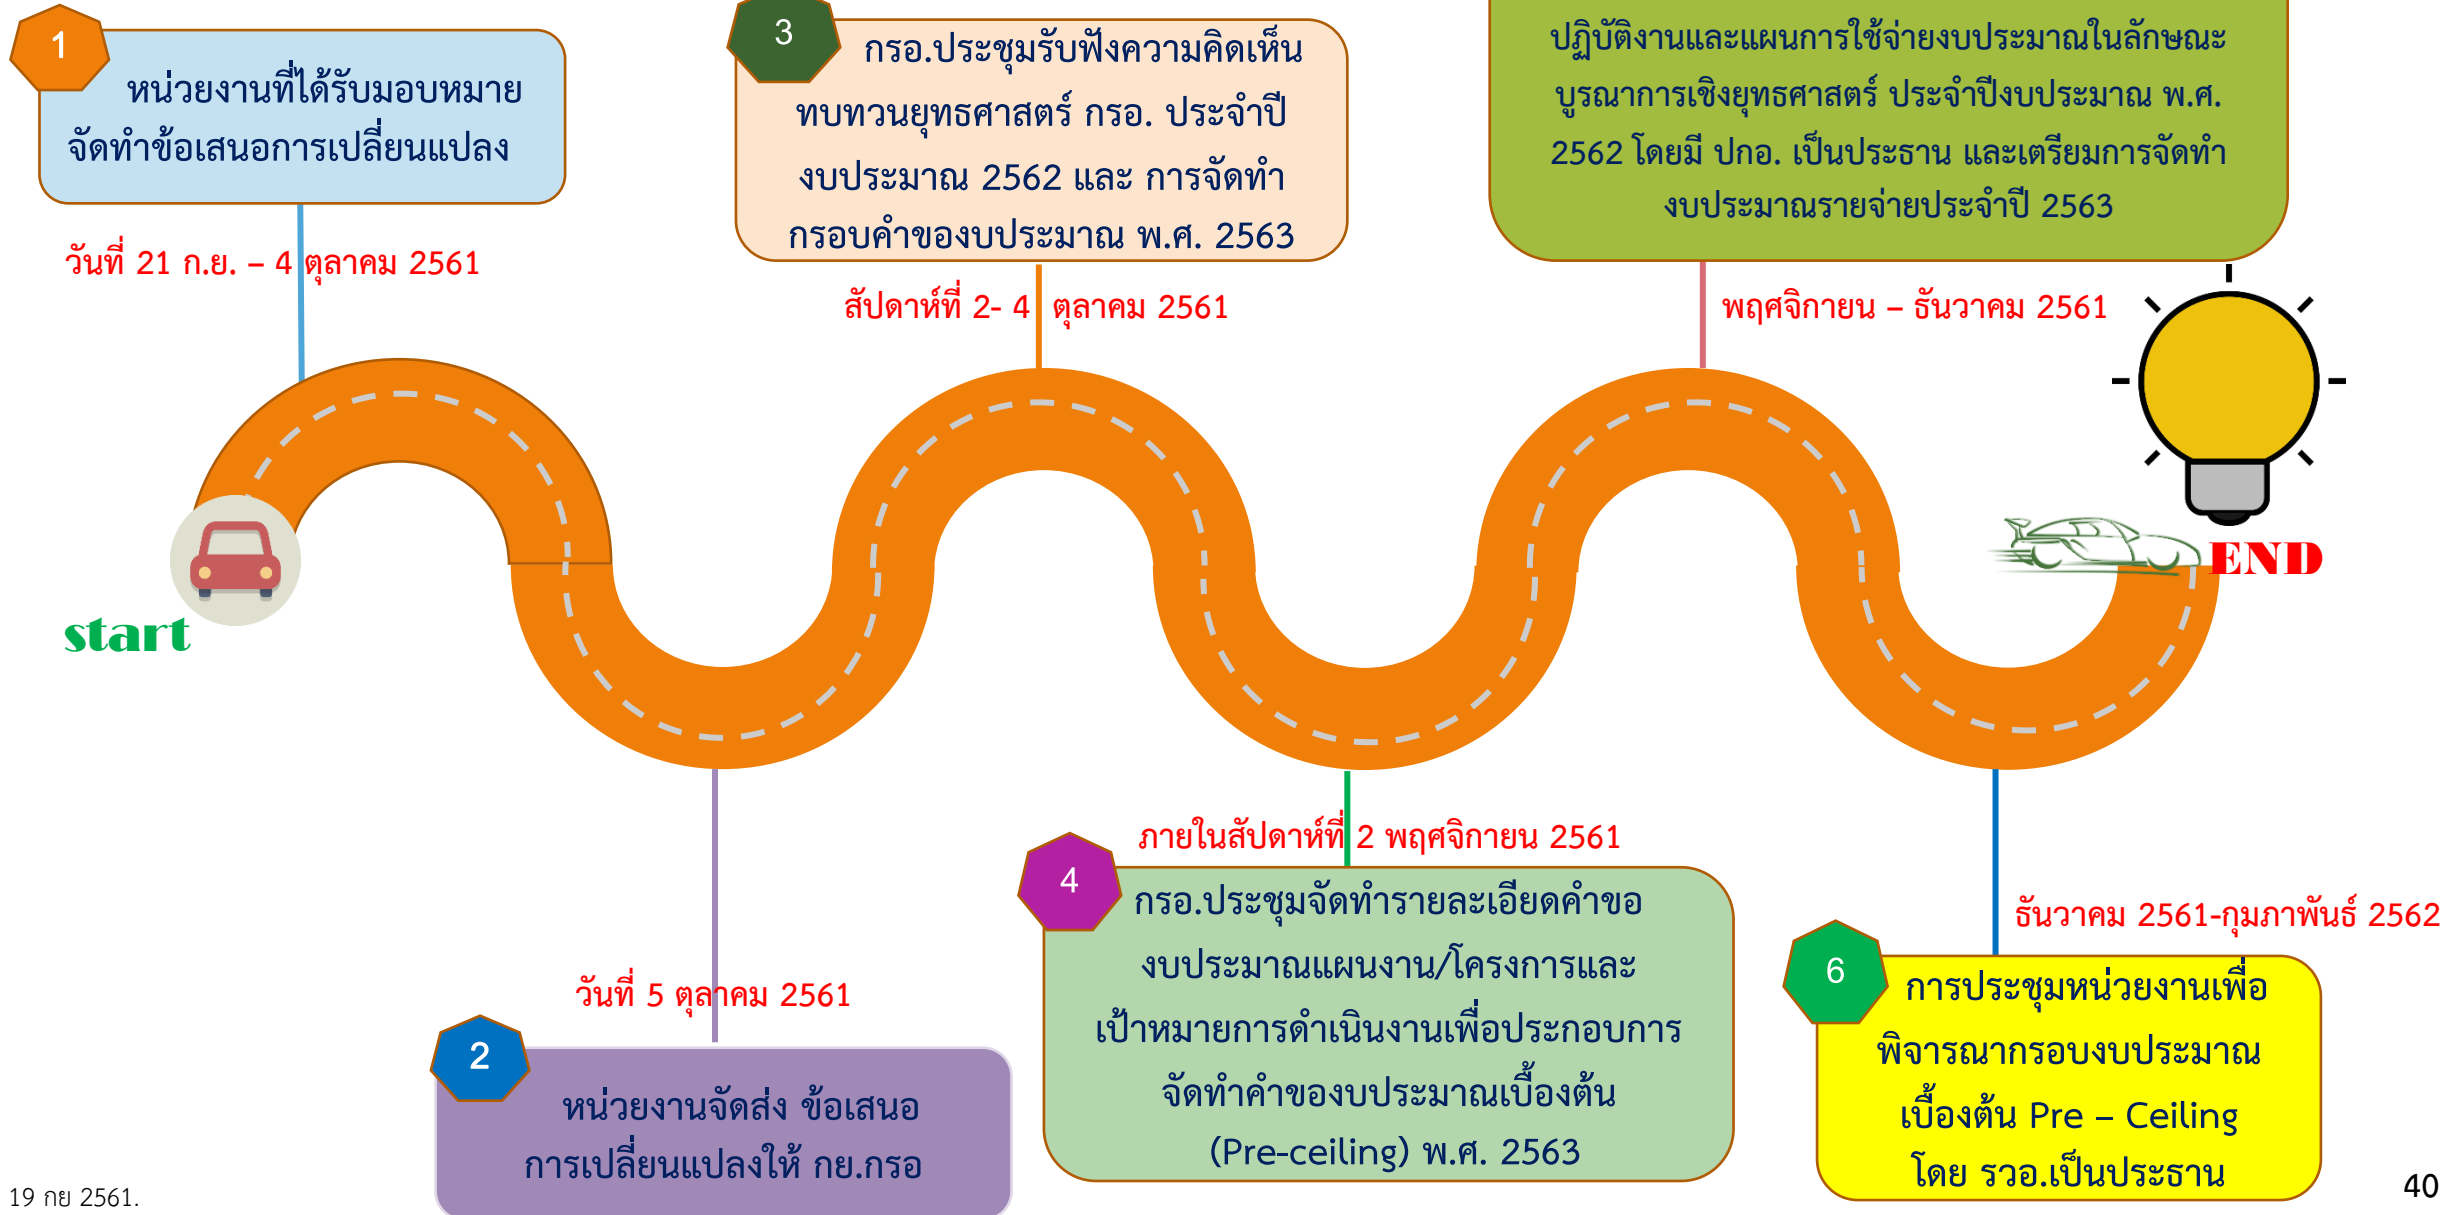 1
หน่วยงานที่ได้รับมอบหมาย
จัดทำข้อเสนอการเปลี่ยนแปลง
วันที่ 21 ก.ย. – 4 ตุลาคม 2561
3
กรอ.ประชุมรับฟังความคิดเห็น
ทบทวนยุทธศาสตร์ กรอ. ประจำปี
งบประมาณ 2562 และ การจัดทำ
กรอบคำของบประมาณ พ.ศ. 2563
สัปดาห์ที่ 2- 4 ตุลาคม 2561
ปฏิบัติงานและแผนการใช้จ่ายงบประมาณในลักษณะ
บูรณาการเชิงยุทธศาสตร์ ประจำปีงบประมาณ พ.ศ.
2562 โดยมี ปกอ. เป็นประธาน และเตรียมการจัดทำ
งบประมาณรายจ่ายประจำปี 2563
พฤศจิกายน – ธันวาคม 2561
start
END
วันที่ 5 ตุลาคม 2561
2
หน่วยงานจัดส่ง ข้อเสนอ
การเปลี่ยนแปลงให้ กย.กรอ
ภายในสัปดาห์ที่ 2 พฤศจิกายน 2561
4
กรอ.ประชุมจัดทำรายละเอียดคำขอ
งบประมาณแผนงาน/โครงการและ
เป้าหมายการดำเนินงานเพื่อประกอบการ
จัดทำคำของบประมาณเบื้องต้น
(Pre-ceiling) พ.ศ. 2563
ธันวาคม 2561-กุมภาพันธ์ 2562
6
การประชุมหน่วยงานเพื่อ
พิจารณากรอบงบประมาณ
เบื้องต้น Pre – Ceiling
โดย รวอ.เป็นประธาน
19 กย 2561.
40